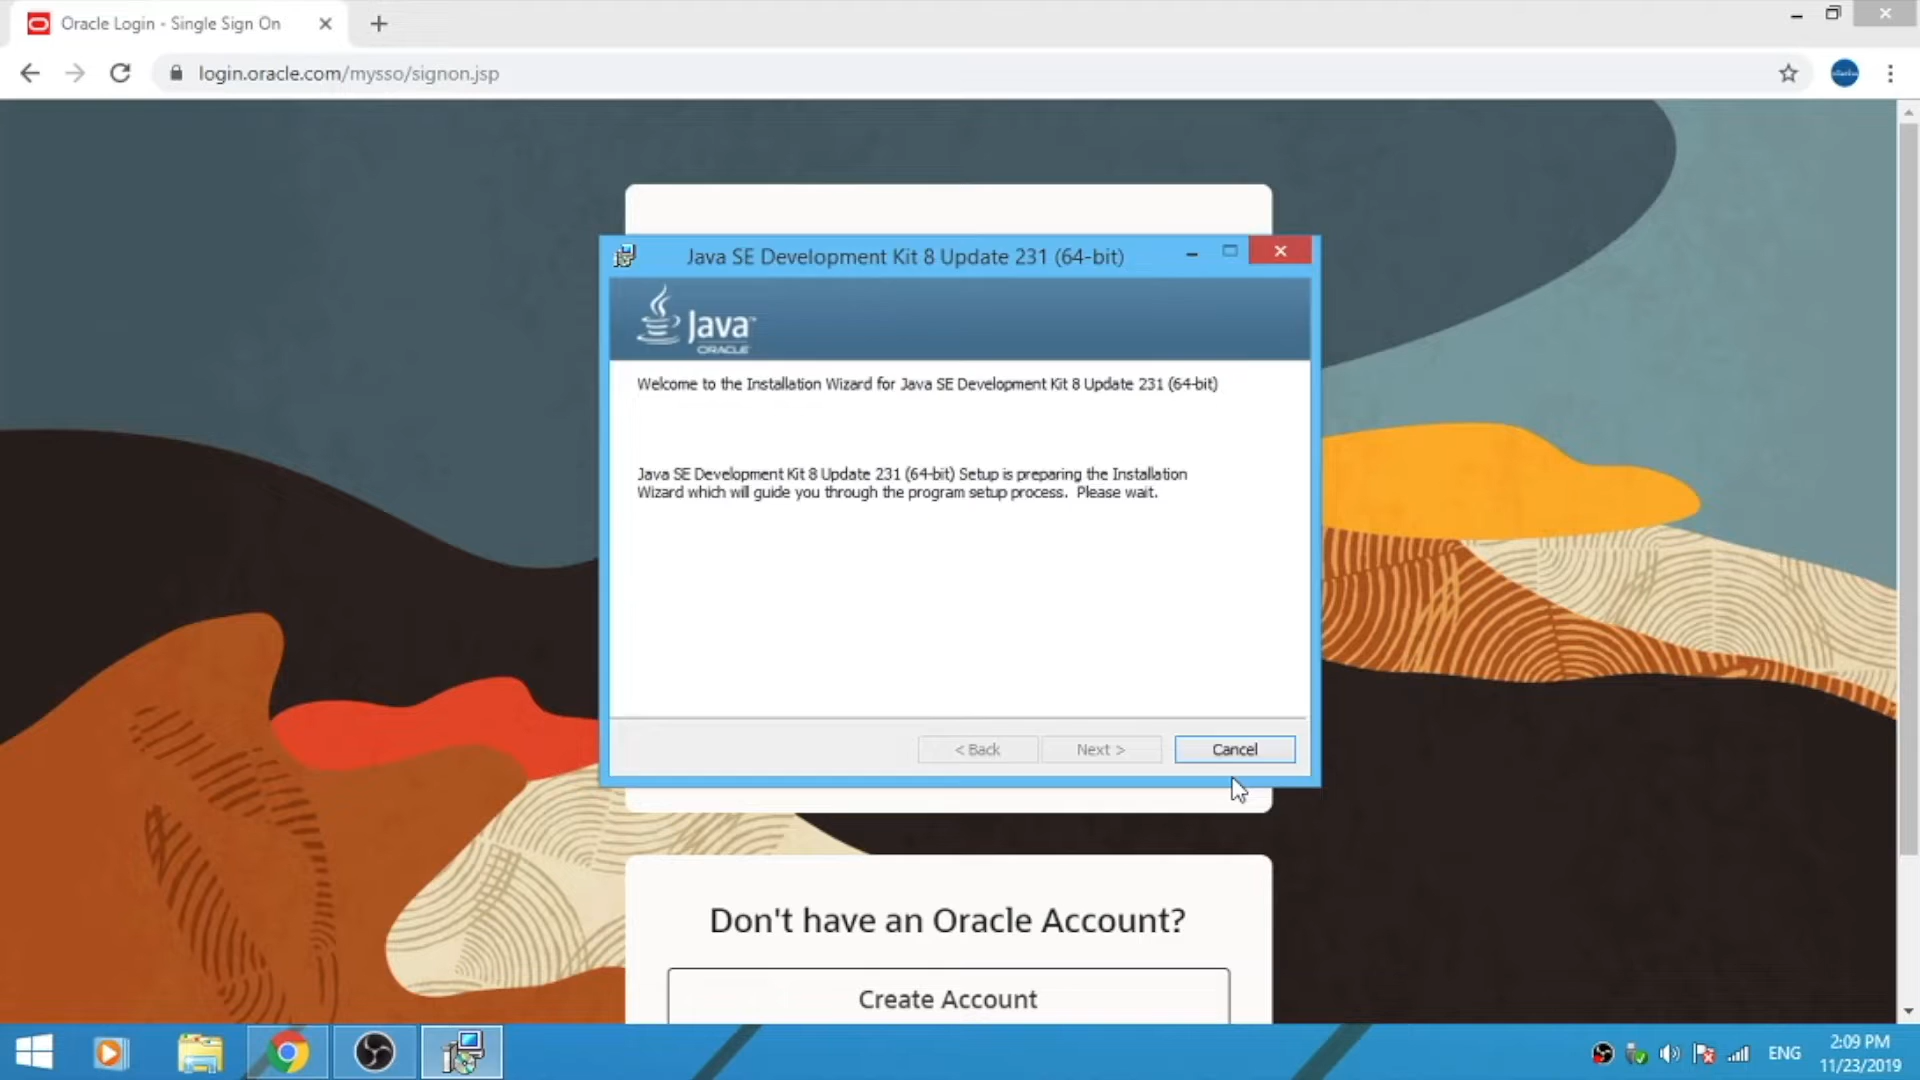 Oracle Login - Single Sign On
login.oracle.com/mysso/signon.jsp
Java SE Development Kit 8 Update 231 (64-bit)
Java™
ORACLE
Welcome to the Installation Wizard for Java SE Development Kit 8 Update 231 (64-bit)
Java SE Development Kit 8 Update 231 (64-bit) Setup is preparing the Installation
Wizard which will guide you through the program setup process. Please wait.
< Back
Next >
Cancel
Don't have an Oracle Account?
Create Account
ENG
2:09 PM
11/23/2019